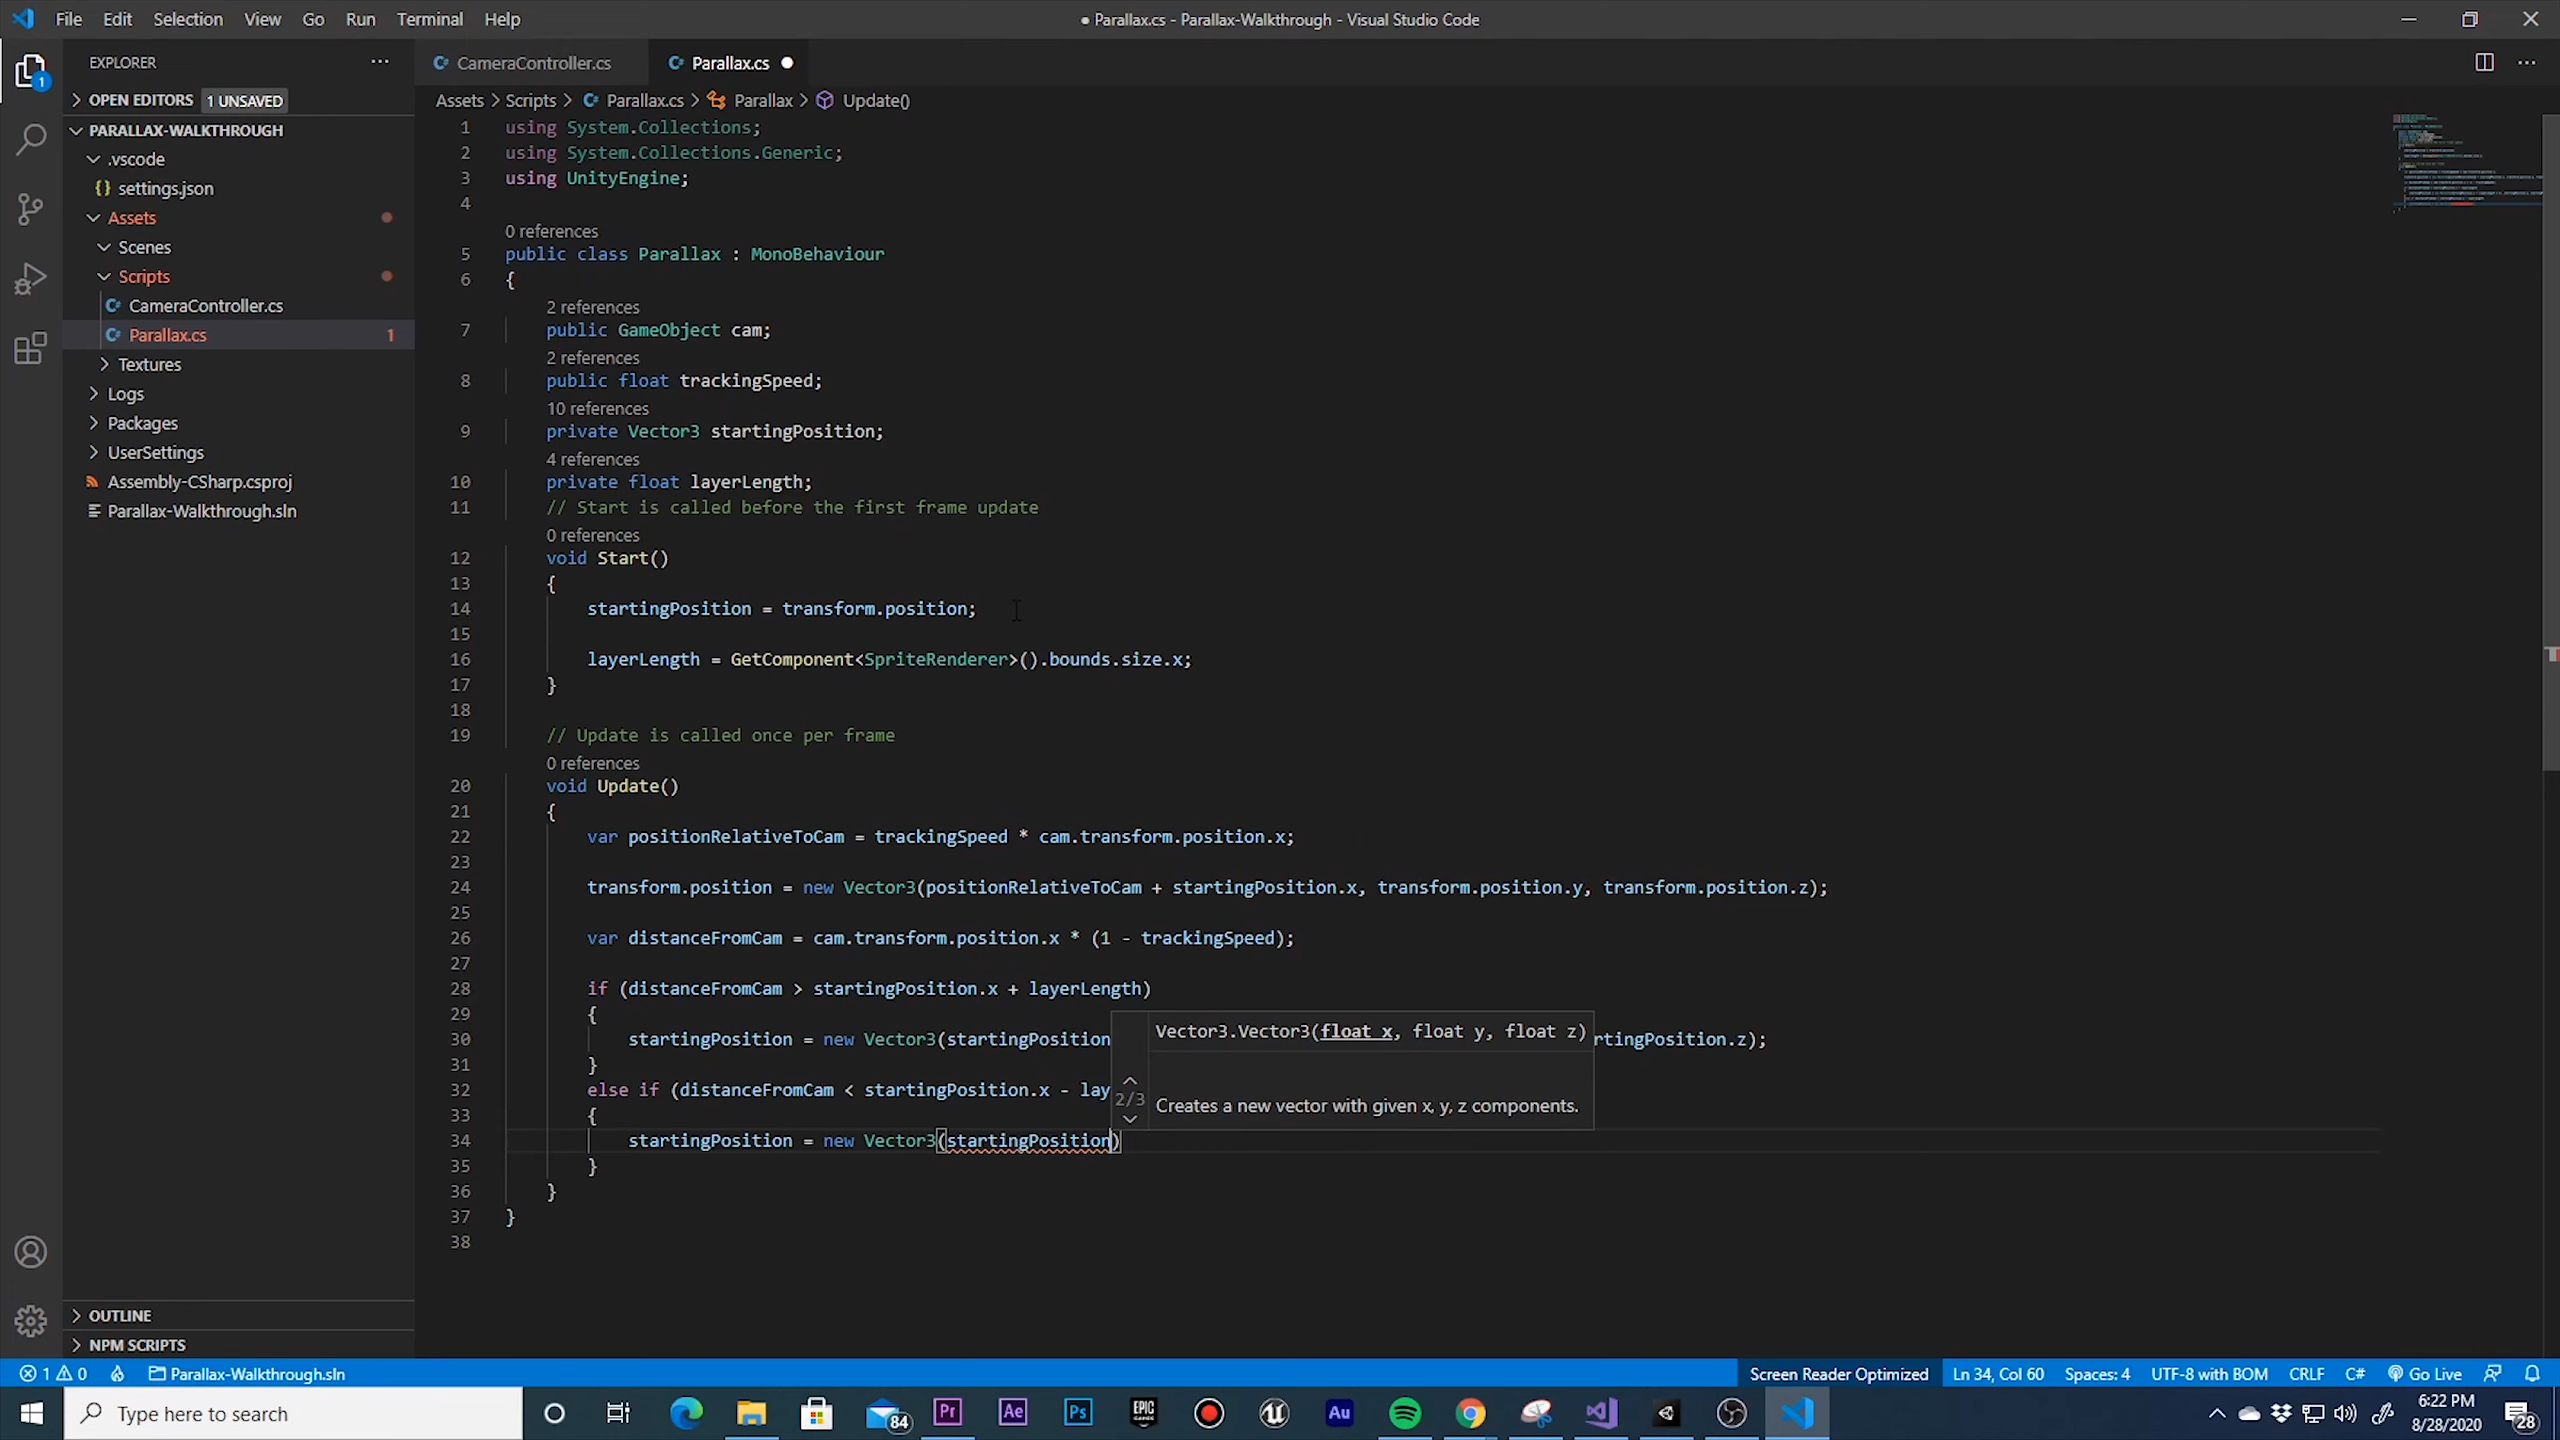 File Edit Selection View Go Run Terminal Help
● Parallax.cs - Parallax-Walkthrough - Visual Studio Code
EXPLORER
1
OPEN EDITORS 1 UNSAVED
PARALLAX-WALKTHROUGH
.vscode
{} settings.json
Assets
Scenes
Scripts
CameraController.cs
Parallax.cs 1
Textures
Logs
Packages
UserSettings
Assembly-CSharp.csproj
Parallax-Walkthrough.sln
OUTLINE
NPM SCRIPTS
CameraController.cs Parallax.cs ●
Assets > Scripts > Parallax.cs > Parallax > Update()
1 using System.Collections;
2 using System.Collections.Generic;
3 using UnityEngine;
4
0 references
5 public class Parallax : MonoBehaviour
6 {
2 references
7 public GameObject cam;
2 references
8 public float trackingSpeed;
10 references
9 private Vector3 startingPosition;
4 references
10 private float layerLength;
11 // Start is called before the first frame update
0 references
12 void Start()
13 {
14 startingPosition = transform.position;
15
16 layerLength = GetComponent<SpriteRenderer>().bounds.size.x;
17 }
18
19 // Update is called once per frame
0 references
20 void Update()
21 {
22 var positionRelativeToCam = trackingSpeed * cam.transform.position.x;
23
24 transform.position = new Vector3(positionRelativeToCam + startingPosition.x, transform.position.y, transform.position.z);
25
26 var distanceFromCam = cam.transform.position.x * (1 - trackingSpeed);
27
28 if (distanceFromCam > startingPosition.x + layerLength)
29 {
30 startingPosition = new Vector3(startingPosition rtingPosition.z);
31 }
32 else if (distanceFromCam < startingPosition.x - lay
33 {
34 startingPosition = new Vector3(startingPosition)
35 }
36 }
37 }
38
Vector3.Vector3(float x, float y, float z)
2/3
Creates a new vector with given x, y, z components.
1 0 Parallax-Walkthrough.sln
Screen Reader Optimized Ln 34, Col 60 Spaces: 4 UTF-8 with BOM CRLF C# Go Live
Type here to search
84
Pr Ae Ps EPIC GAMES Au
6:22 PM
8/28/2020
28